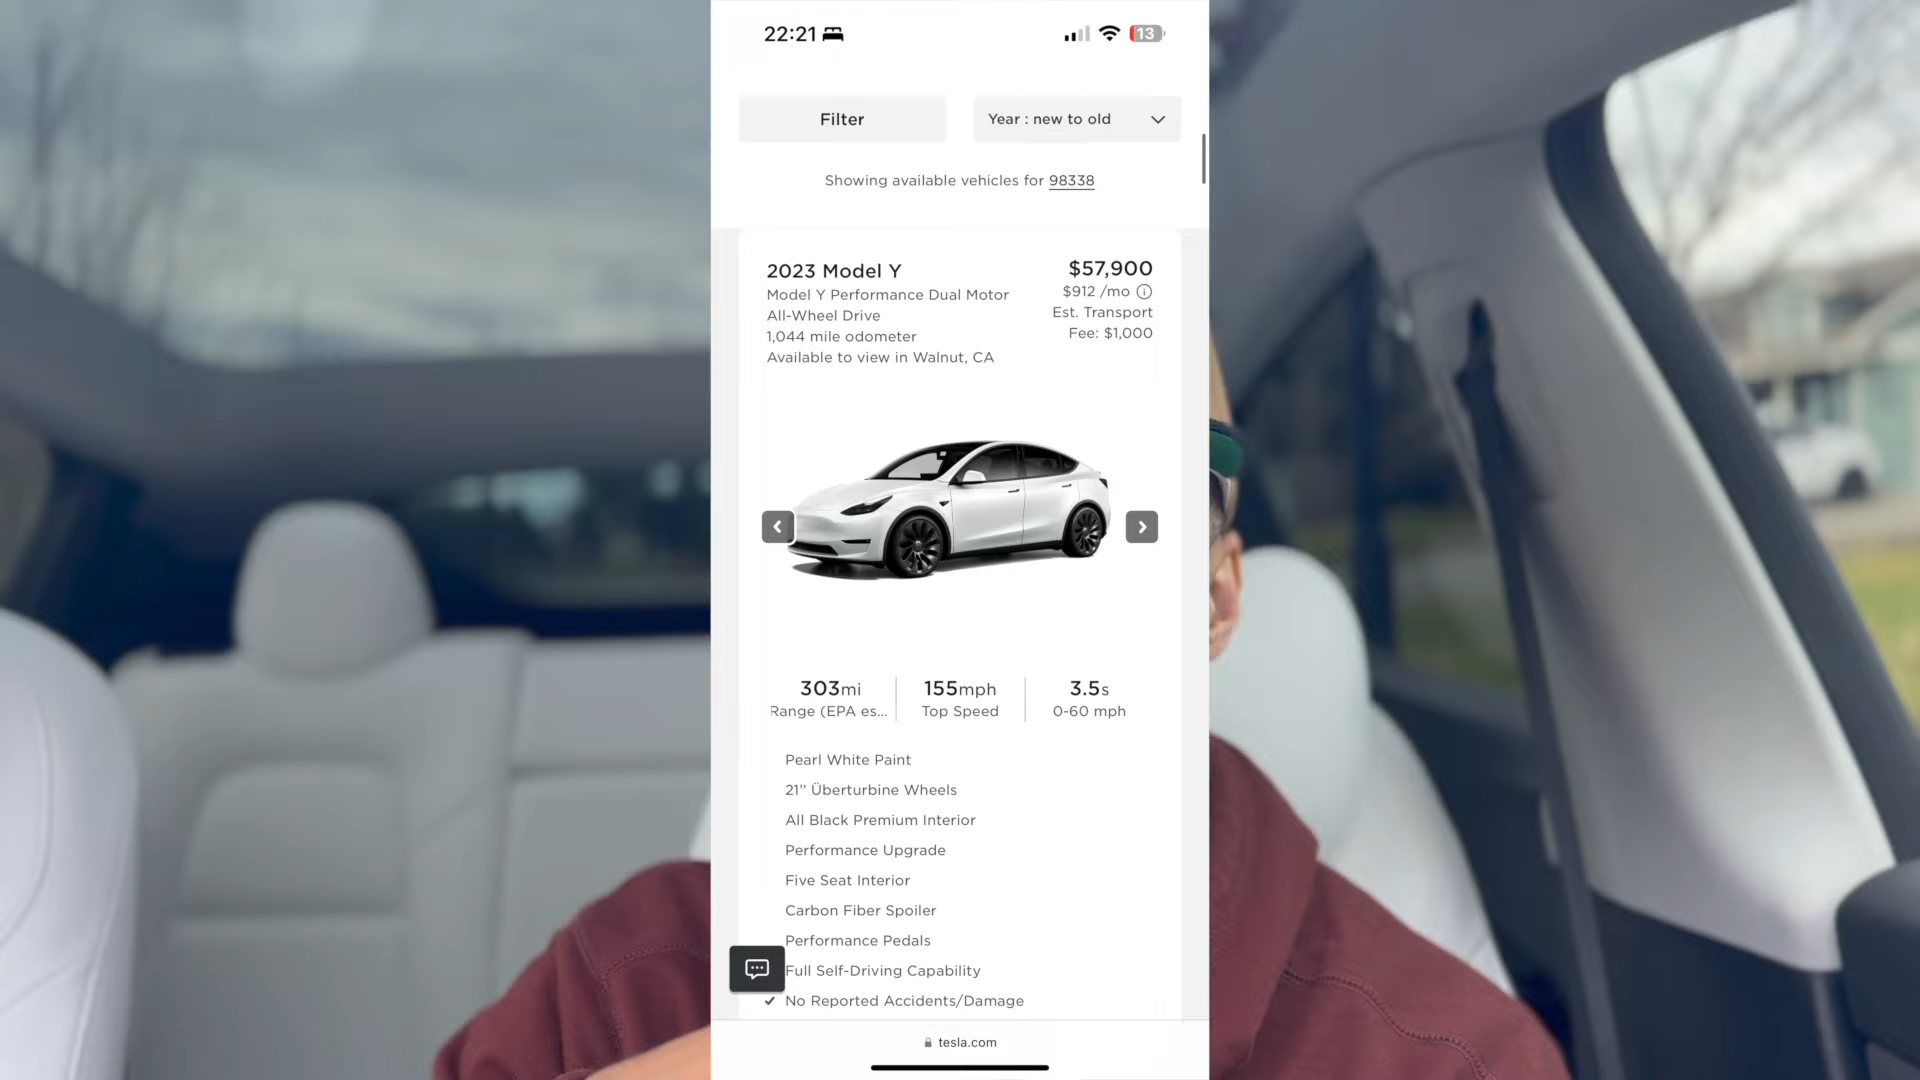 22:21
13
Filter
Year : new to old
Showing available vehicles for 98338
2023 Model Y
$57,900
Model Y Performance Dual Motor
All-Wheel Drive
$912 /mo
1,044 mile odometer
Est. Transport
Fee: $1,000
Available to view in Walnut, CA
303mi
Range (EPA es...
155mph
Top Speed
3.5s
0-60 mph
Pearl White Paint
21'' Überturbine Wheels
All Black Premium Interior
Performance Upgrade
Five Seat Interior
Carbon Fiber Spoiler
Performance Pedals
Full Self-Driving Capability
No Reported Accidents/Damage
tesla.com